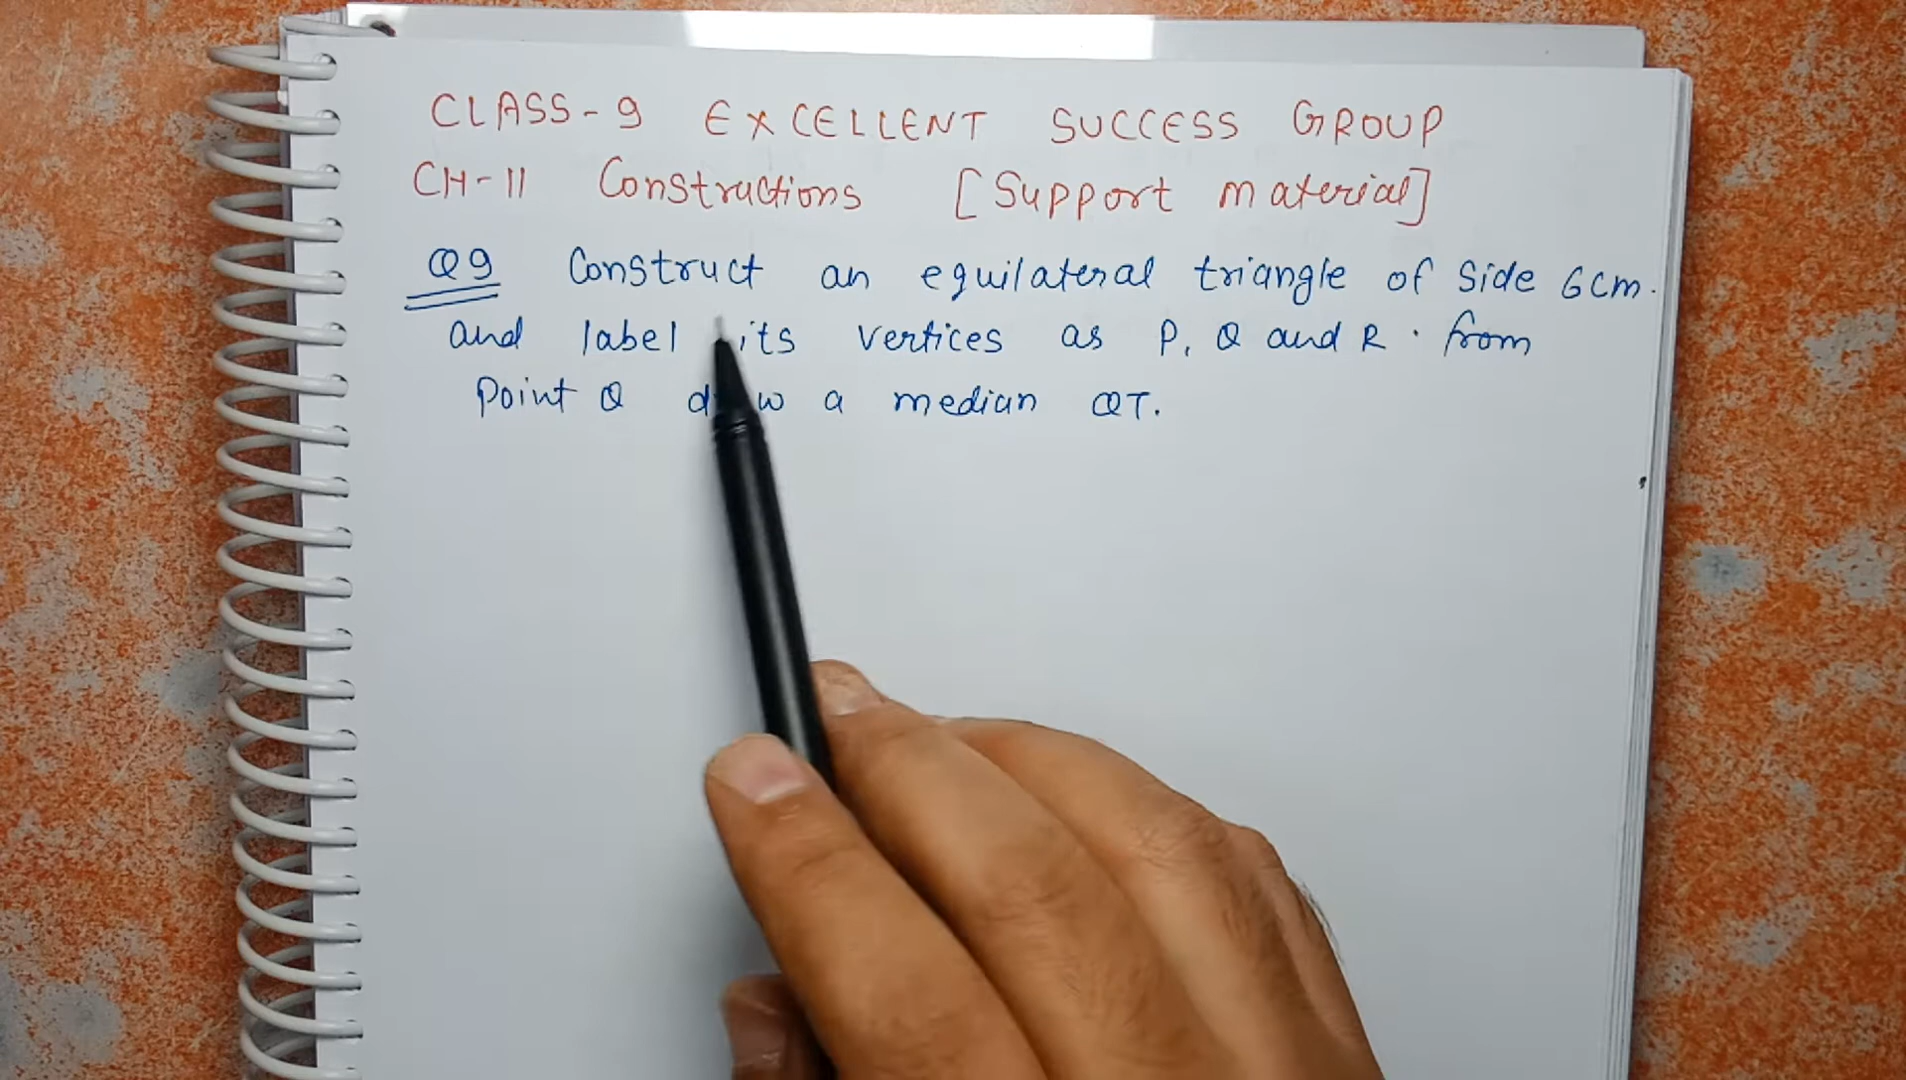 CLASS-9 EXCELLENT SUCCESS GROUP
CH-11 Constructions [Support material]
Q9 Construct an equilateral triangle of side 6cm.
and label its vertices as P, Q and R. from
Point Q draw a median QT.